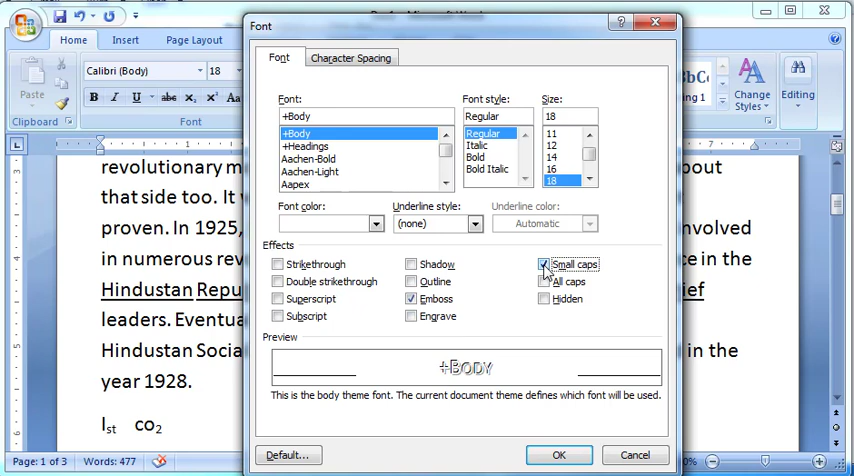 Font
Home Insert Page Layout
Calibri (Body) 18
Paste
B I U abc X₂ X² Aa
Clipboard
Change Styles
Editing
Font Character Spacing
Font: Font style: Size:
+Body Regular 18
+Body Regular 11
+Headings Italic 12
Aachen-Bold Bold 14
Aachen-Light Bold Italic 16
Aapex 18
Font color: Underline style: Underline color:
(none) Automatic
Effects
Strikethrough Shadow Small caps
Double strikethrough Outline All caps
Superscript Emboss Hidden
Subscript Engrave
Preview
+BODY
This is the body theme font. The current document theme defines which font will be used.
Default... OK Cancel
revolutionary m bout
that side too. It w
proven. In 1925, nvolved
in numerous rev e in the
Hindustan Repu ief
leaders. Eventua
Hindustan Socia d in the
year 1928.
Iₛₜ co₂
Page: 1 of 3 Words: 477